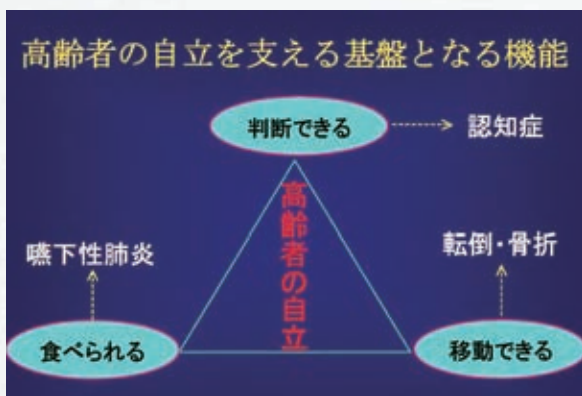 高齢者の自立を支える基盤となる機能
判断できる
認知症
高齢者の自立
嚥下性肺炎
転倒・骨折
食べられる
移動できる